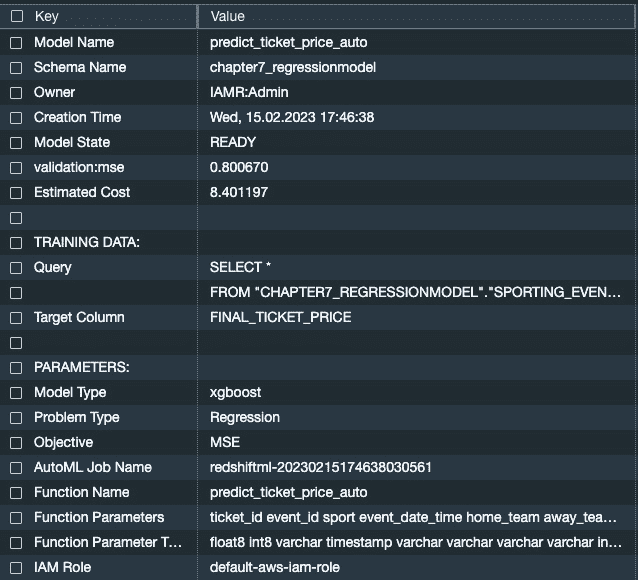 Key Value
Model Name predict_ticket_price_auto
Schema Name chapter7_regressionmodel
Owner IAMR:Admin
Creation Time Wed, 15.02.2023 17:46:38
Model State READY
validation:mse 0.800670
Estimated Cost 8.401197
TRAINING DATA:
Query SELECT *
FROM "CHAPTER7_REGRESSIONMODEL"."SPORTING_EVEN...
Target Column FINAL_TICKET_PRICE
PARAMETERS:
Model Type xgboost
Problem Type Regression
Objective MSE
AutoML Job Name redshiftml-20230215174638030561
Function Name predict_ticket_price_auto
Function Parameters ticket_id event_id sport event_date_time home_team away_tea...
Function Parameter T... float8 int8 varchar timestamp varchar varchar varchar varchar in...
IAM Role default-aws-iam-role